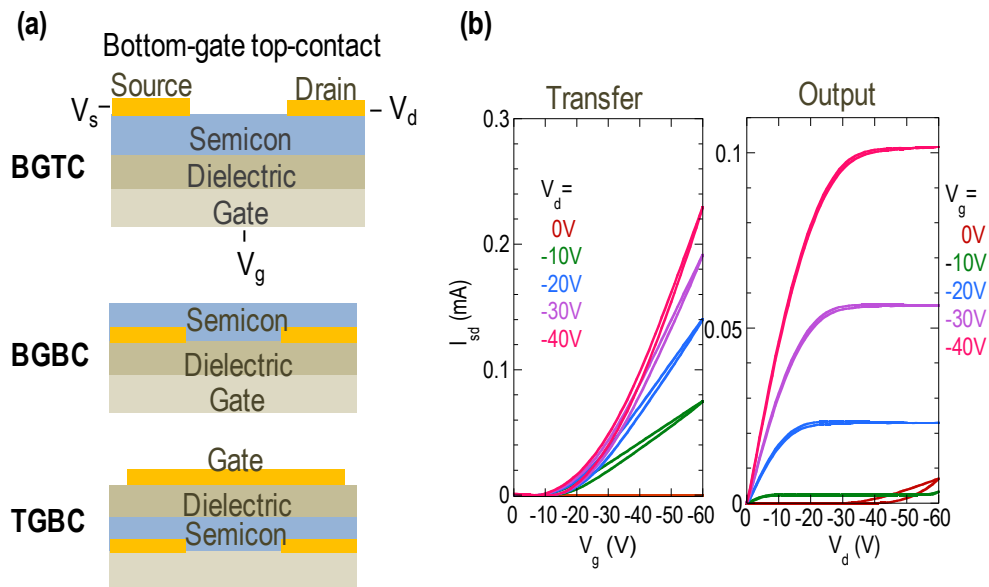 (a)
Bottom-gate top-contact
Source
Drain
Vs
Vd
Semicon
BGTC
Dielectric
Gate
Vg
Semicon
BGBC
Dielectric
Gate
Gate
Dielectric
TGBC
Semicon
(b)
Transfer
Output
0.3
0.2
0.1
0
Isd (mA)
Vd=
0V
-10V
-20V
-30V
-40V
0 -10 -20 -30 -40 -50 -60
Vg (V)
0.1
0.05
0
Vg=
0V
-10V
-20V
-30V
-40V
0 -10 -20 -30 -40 -50 -60
Vd (V)